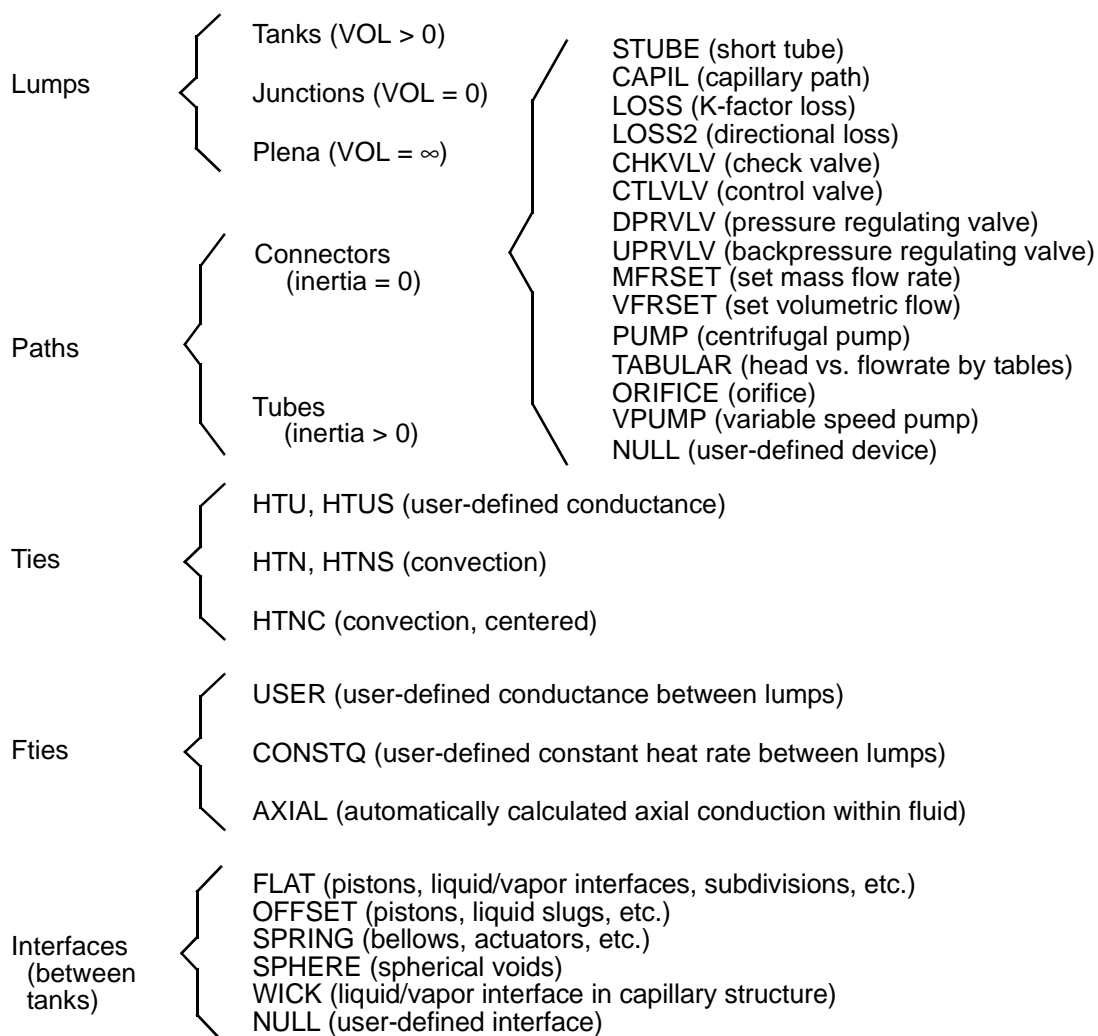 Lumps
Tanks (VOL > 0)
Junctions (VOL = 0)
Plena (VOL = ∞)
Paths
Connectors
(inertia = 0)
Tubes
(inertia > 0)
STUBE (short tube)
CAPIL (capillary path)
LOSS (K-factor loss)
LOSS2 (directional loss)
CHKVLV (check valve)
CTLVLV (control valve)
DPRVLV (pressure regulating valve)
UPRVLV (backpressure regulating valve)
MFRSET (set mass flow rate)
VFRSET (set volumetric flow)
PUMP (centrifugal pump)
TABULAR (head vs. flowrate by tables)
ORIFICE (orifice)
VPUMP (variable speed pump)
NULL (user-defined device)
Ties
HTU, HTUS (user-defined conductance)
HTN, HTNS (convection)
HTNC (convection, centered)
Fties
USER (user-defined conductance between lumps)
CONSTQ (user-defined constant heat rate between lumps)
AXIAL (automatically calculated axial conduction within fluid)
Interfaces
(between
tanks)
FLAT (pistons, liquid/vapor interfaces, subdivisions, etc.)
OFFSET (pistons, liquid slugs, etc.)
SPRING (bellows, actuators, etc.)
SPHERE (spherical voids)
WICK (liquid/vapor interface in capillary structure)
NULL (user-defined interface)